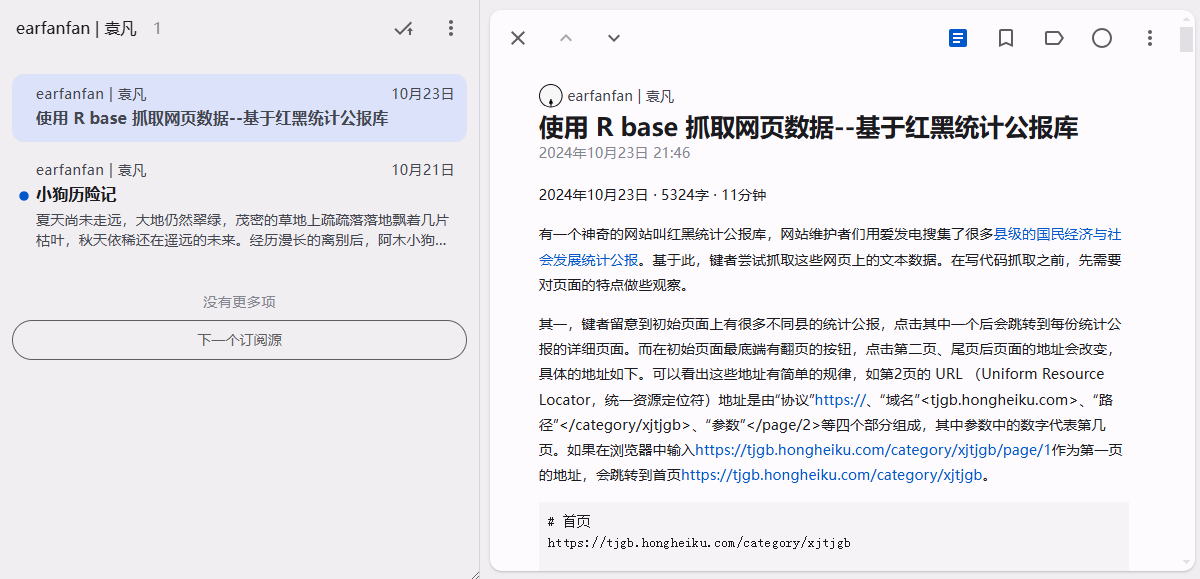 earfanfan | 袁凡 1
earfanfan | 袁凡 10月23日
使用 R base 抓取网页数据--基于红黑统计公报库
earfanfan | 袁凡 10月21日
小狗历险记
夏天尚未走远，大地仍然翠绿，茂密的草地上疏疏落落地飘着几片
枯叶，秋天依稀还在遥远的未来。经历漫长的离别后，阿木小狗...
没有更多项
下一个订阅源
earfanfan | 袁凡
使用 R base 抓取网页数据--基于红黑统计公报库
2024年10月23日 21:46
2024年10月23日 · 5324字 · 11分钟
有一个神奇的网站叫红黑统计公报库，网站维护者们用爱发电搜集了很多县级的国民经济与社
会发展统计公报。基于此，键者尝试抓取这些网页上的文本数据。在写代码抓取之前，先需要
对页面的特点做些观察。
其一，键者留意到初始页面上有很多不同县的统计公报，点击其中一个后会跳转到每份统计公
报的详细页面。而在初始页面最底端有翻页的按钮，点击第二页、尾页后页面的地址会改变，
具体的地址如下。可以看出这些地址有简单的规律，如第2页的 URL （Uniform Resource
Locator，统一资源定位符）地址是由“协议”https://、“域名”<tjgb.hongheiku.com>、“路
径”</category/xjtjgb>、“参数”</page/2>等四个部分组成，其中参数中的数字代表第几
页。如果在浏览器中输入https://tjgb.hongheiku.com/category/xjtjgb/page/1作为第一页
的地址，会跳转到首页https://tjgb.hongheiku.com/category/xjtjgb。
# 首页
https://tjgb.hongheiku.com/category/xjtjgb